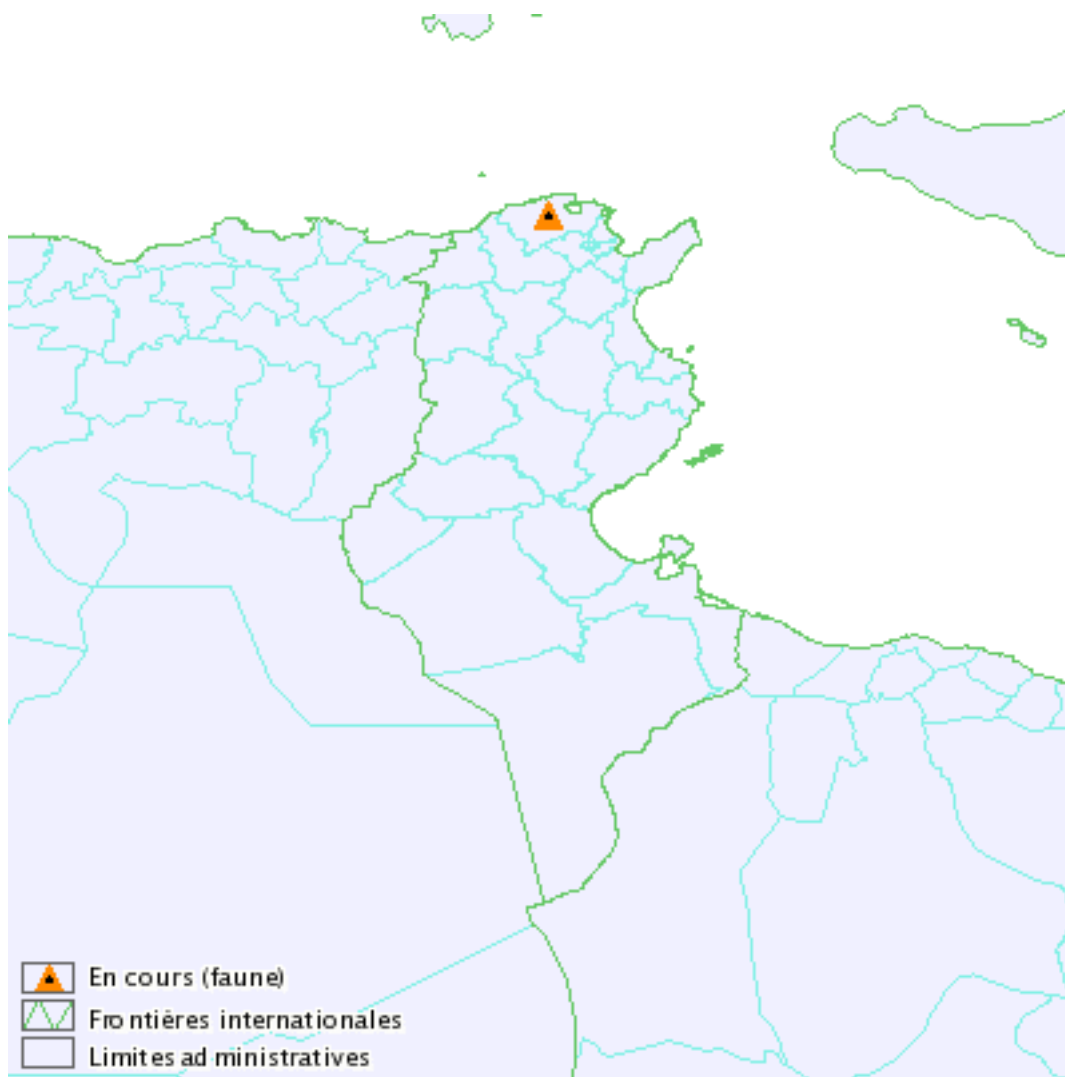 En cours (faune)
Frontières internationales
Limites administratives